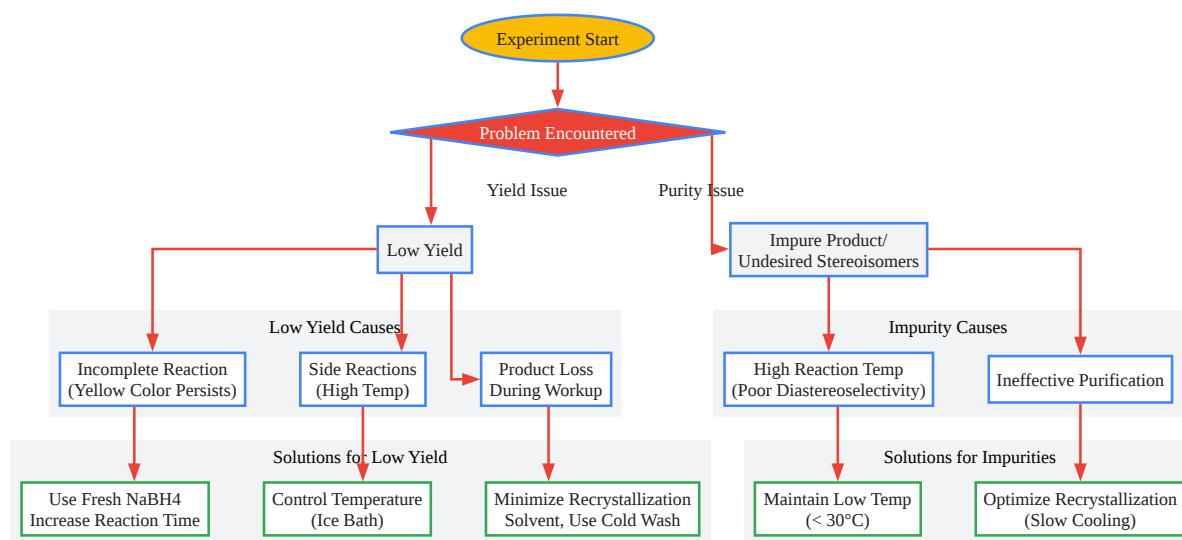 Experiment Start
Problem Encountered
Yield Issue
Purity Issue
Low Yield
Impure Product/
Undesired Stereoisomers
Low Yield Causes
Impurity Causes
Incomplete Reaction
(Yellow Color Persists)
Side Reactions
(High Temp)
Product Loss
During Workup
High Reaction Temp
(Poor Diastereoselectivity)
Ineffective Purification
Solutions for Low Yield
Solutions for Impurities
Use Fresh NaBH4
Increase Reaction Time
Control Temperature
(Ice Bath)
Minimize Recrystallization
Solvent, Use Cold Wash
Maintain Low Temp
(< 30°C)
Optimize Recrystallization
(Slow Cooling)